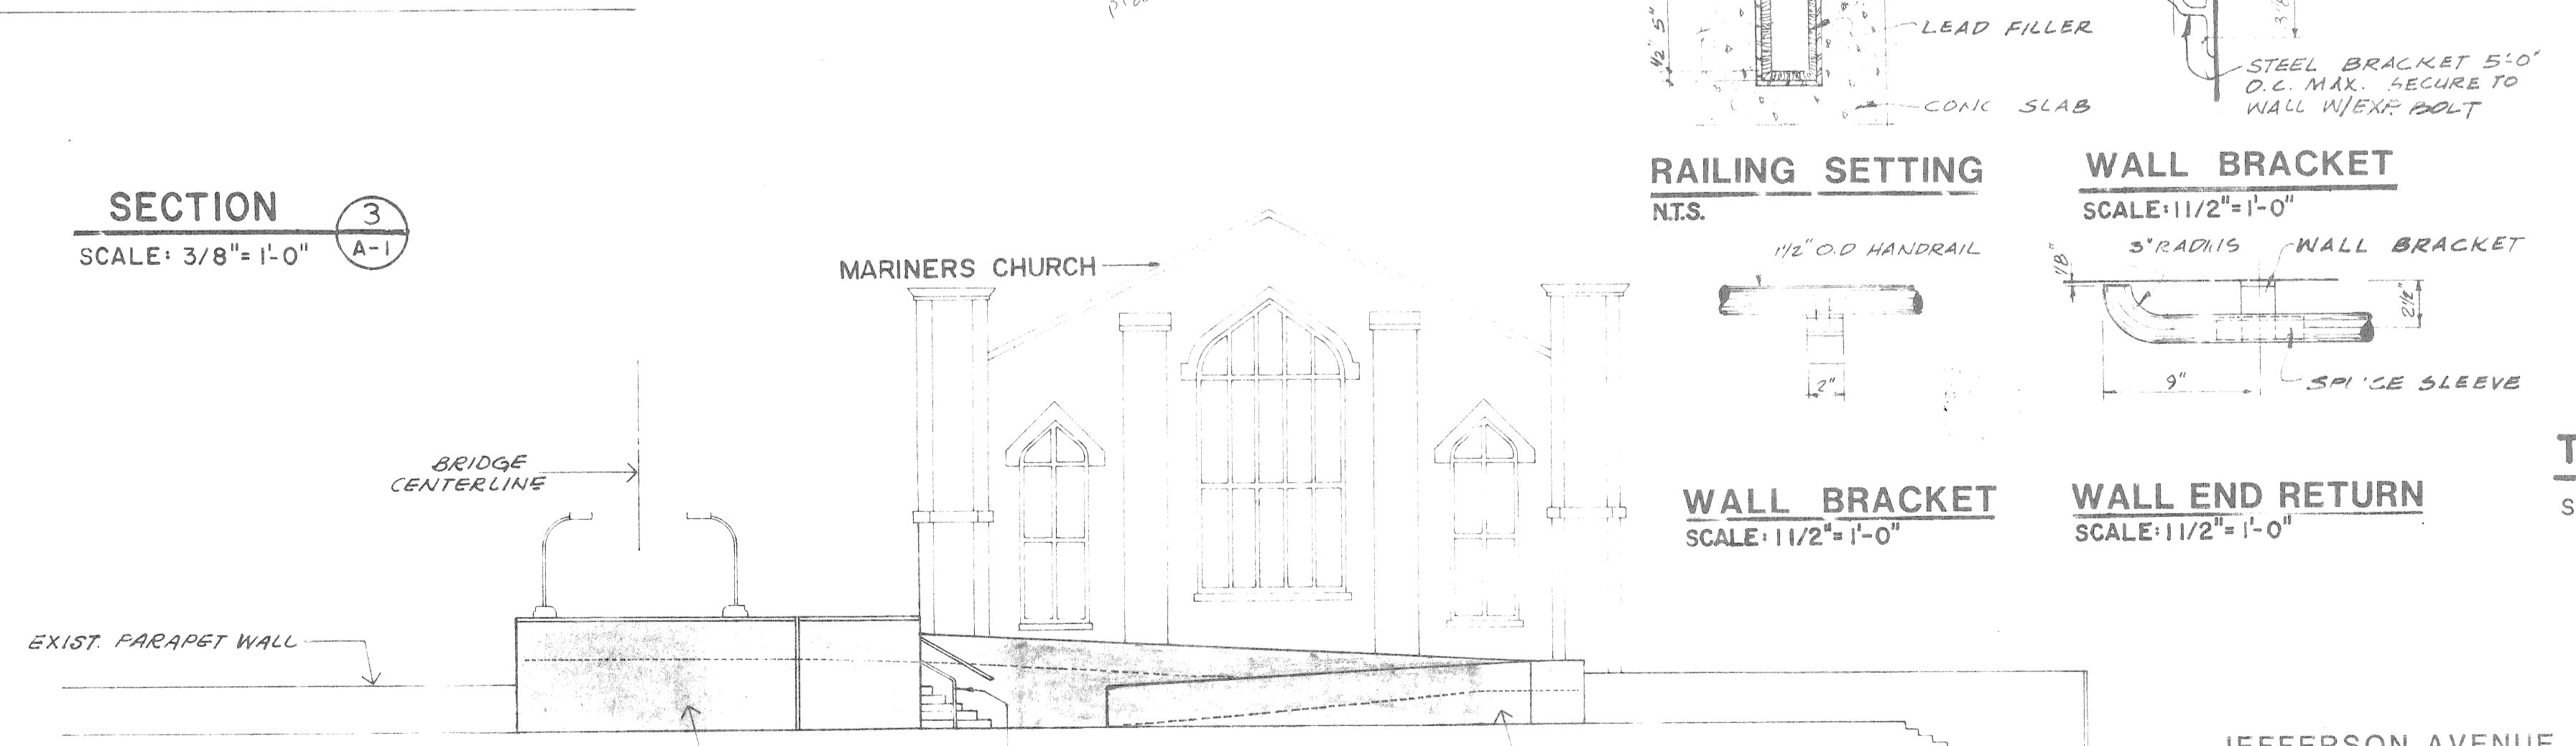 LEAD FILLER
CONC SLAB
STEEL BRACKET 5'-0"
O.C. MAX. SECURE TO
WALL W/EXP. BOLT
1/2" 5"
RAILING SETTING
N.T.S.
WALL BRACKET
SCALE: 1 1/2"= 1'-0"
SECTION
SCALE: 3/8"= 1'-0"
3
A-1
MARINERS CHURCH
1 1/2" O.D HANDRAIL
2"
WALL BRACKET
SCALE: 1 1/2"= 1'-0"
1/8"
3" RADIUS
WALL BRACKET
2 1/2"
9"
SPLICE SLEEVE
WALL END RETURN
SCALE: 1 1/2"= 1'-0"
BRIDGE
CENTERLINE
EXIST. PARAPET WALL
JEFFERSON AVENUE